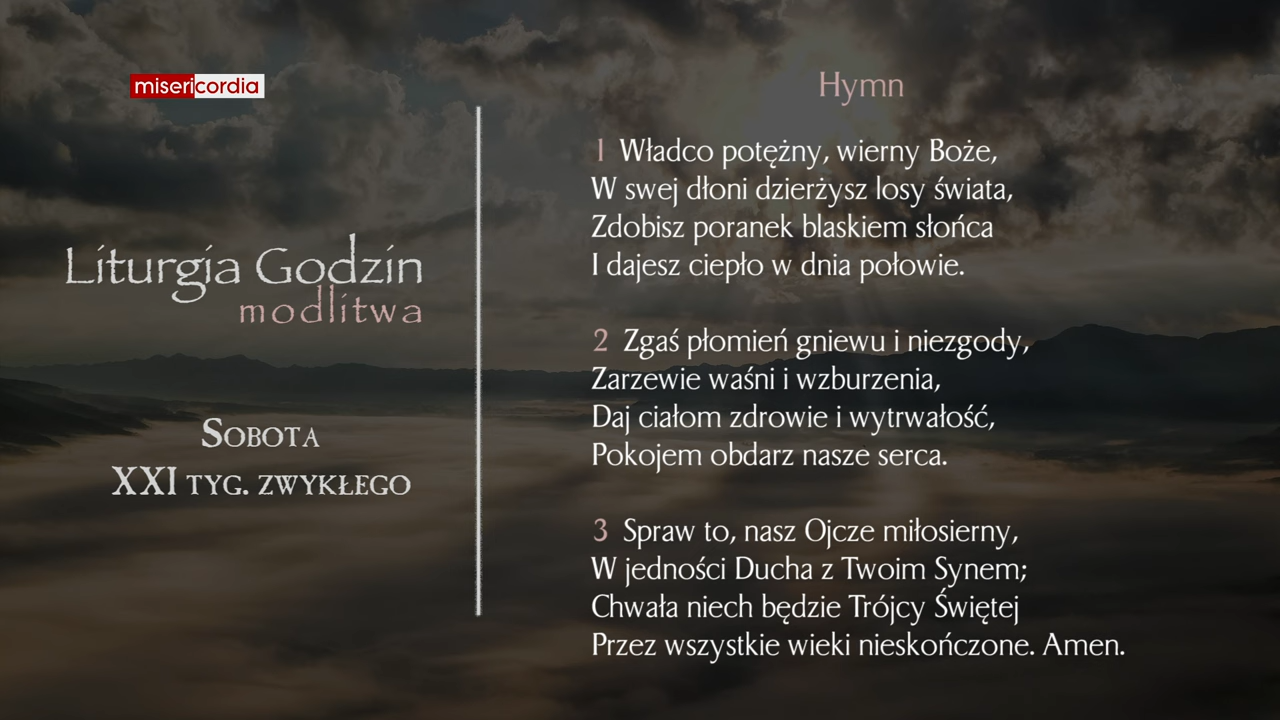 misericordia
Liturgia Godzin
modlitwa
Sobota
XXI tyg. zwykłego
Hymn
1 Władco potężny, wierny Boże,
W swej dłoni dzierżysz losy świata,
Zdobisz poranek blaskiem słońca
I dajesz ciepło w dnia połowie.
2 Zgaś płomień gniewu i niezgody,
Zarzewie waśni i wzburzenia,
Daj ciałom zdrowie i wytrwałość,
Pokojem obdarz nasze serca.
3 Spraw to, nasz Ojcze miłosierny,
W jedności Ducha z Twoim Synem;
Chwała niech będzie Trójcy Świętej
Przez wszystkie wieki nieskończone. Amen.